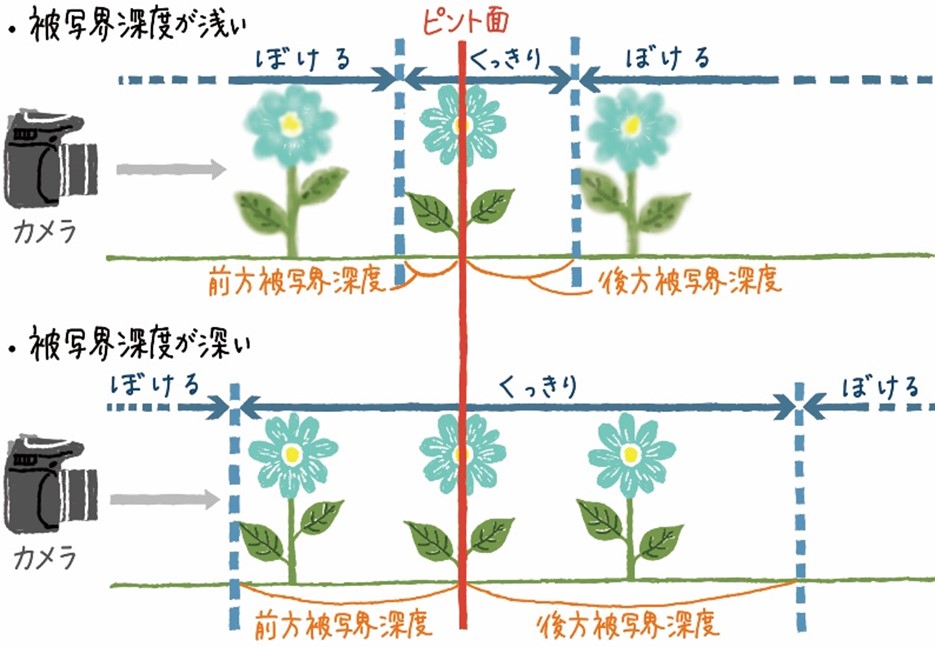 ・被写界深度が浅い
ピント面
ぼける
くっきり
ぼける
カメラ
前方被写界深度
後方被写界深度
・被写界深度が深い
ぼける
くっきり
ぼける
カメラ
前方被写界深度
後方被写界深度